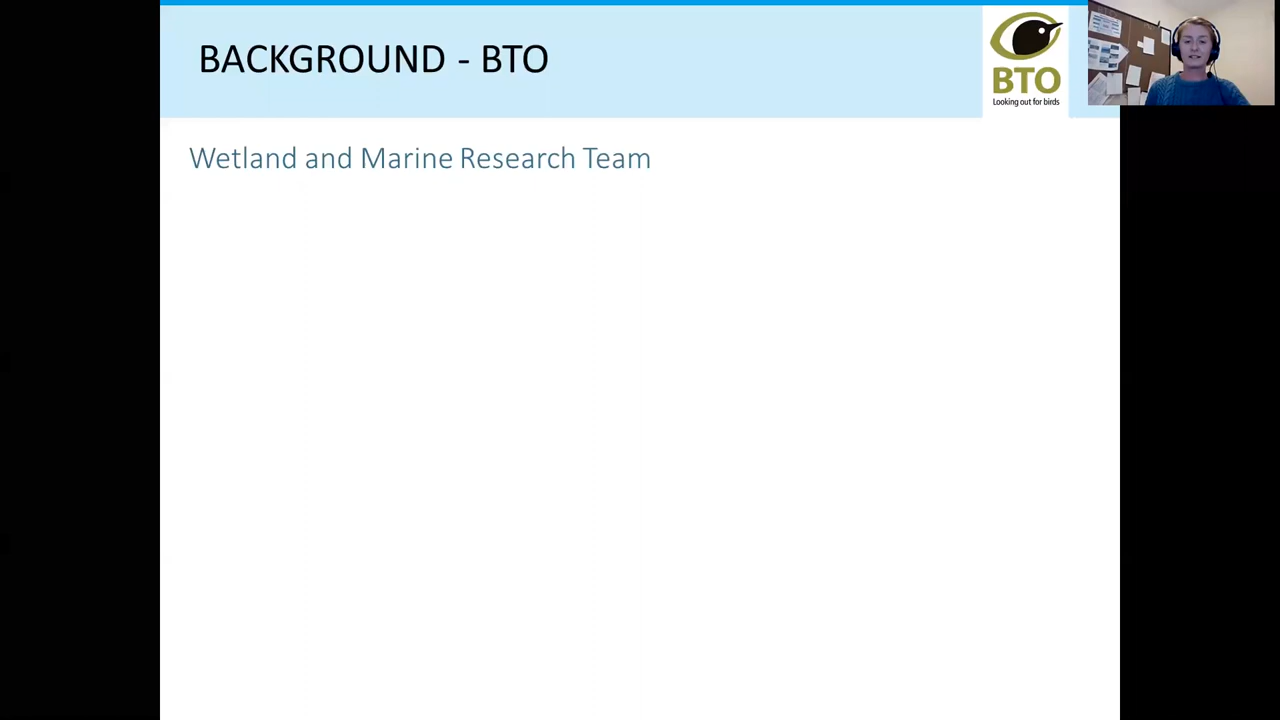 BACKGROUND - BTO
BTO
Looking out for birds
Wetland and Marine Research Team